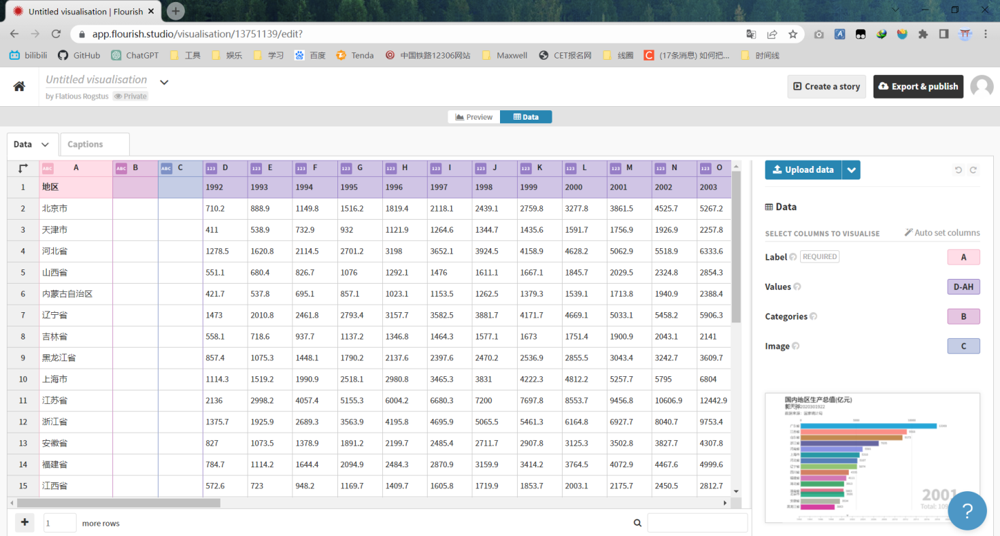 Untitled visualisation | Flourish
app.flourish.studio/visualisation/13751139/edit?
bilibili GitHub ChatGPT 工具 娱乐 学习 百度 Tenda 中国铁路12306网站 Maxwell CET报名网 线圈 (17条消息) 如何把... 时间线
Untitled visualisation
by Flatious Rogstus Private
Create a story Export & publish
Preview Data
Data Captions
ABC A ABC B ABC C 123 D 123 E 123 F 123 G 123 H 123 I 123 J 123 K 123 L 123 M 123 N 123 O
1 地区 1992 1993 1994 1995 1996 1997 1998 1999 2000 2001 2002 2003
2 北京市 710.2 888.9 1149.8 1516.2 1819.4 2118.1 2439.1 2759.8 3277.8 3861.5 4525.7 5267.2
3 天津市 411 538.9 732.9 932 1121.9 1264.6 1344.7 1435.6 1591.7 1756.9 1926.9 2257.8
4 河北省 1278.5 1620.8 2114.5 2701.2 3198 3652.1 3924.5 4158.9 4628.2 5062.9 5518.9 6333.6
5 山西省 551.1 680.4 826.7 1076 1292.1 1476 1611.1 1667.1 1845.7 2029.5 2324.8 2854.3
6 内蒙古自治区 421.7 537.8 695.1 857.1 1023.1 1153.5 1262.5 1379.3 1539.1 1713.8 1940.9 2388.4
7 辽宁省 1473 2010.8 2461.8 2793.4 3157.7 3582.5 3881.7 4171.7 4669.1 5033.1 5458.2 5906.3
8 吉林省 558.1 718.6 937.7 1137.2 1346.8 1464.3 1577.1 1673 1751.4 1900.9 2043.1 2141
9 黑龙江省 857.4 1075.3 1448.1 1790.2 2137.6 2397.6 2470.2 2536.9 2855.5 3043.4 3242.7 3609.7
10 上海市 1114.3 1519.2 1990.9 2518.1 2980.8 3465.3 3831 4222.3 4812.2 5257.7 5795 6804
11 江苏省 2136 2998.2 4057.4 5155.3 6004.2 6680.3 7200 7697.8 8553.7 9456.8 10606.9 12442.9
12 浙江省 1375.7 1925.9 2689.3 3563.9 4195.8 4695.9 5065.5 5461.3 6164.8 6927.7 8040.7 9753.4
13 安徽省 827 1073.5 1378.9 1891.2 2199.7 2485.4 2711.7 2907.8 3125.3 3502.8 3827.7 4307.8
14 福建省 784.7 1114.2 1644.4 2094.9 2484.3 2870.9 3159.9 3414.2 3764.5 4072.9 4467.6 4999.6
15 江西省 572.6 723 948.2 1169.7 1409.7 1605.8 1719.9 1853.7 2003.1 2175.7 2450.5 2812.7
1 more rows
Upload data
Data
SELECT COLUMNS TO VISUALISE Auto set columns
Label REQUIRED A
Values D-AH
Categories B
Image C
国内地区生产总值(亿元)
2001